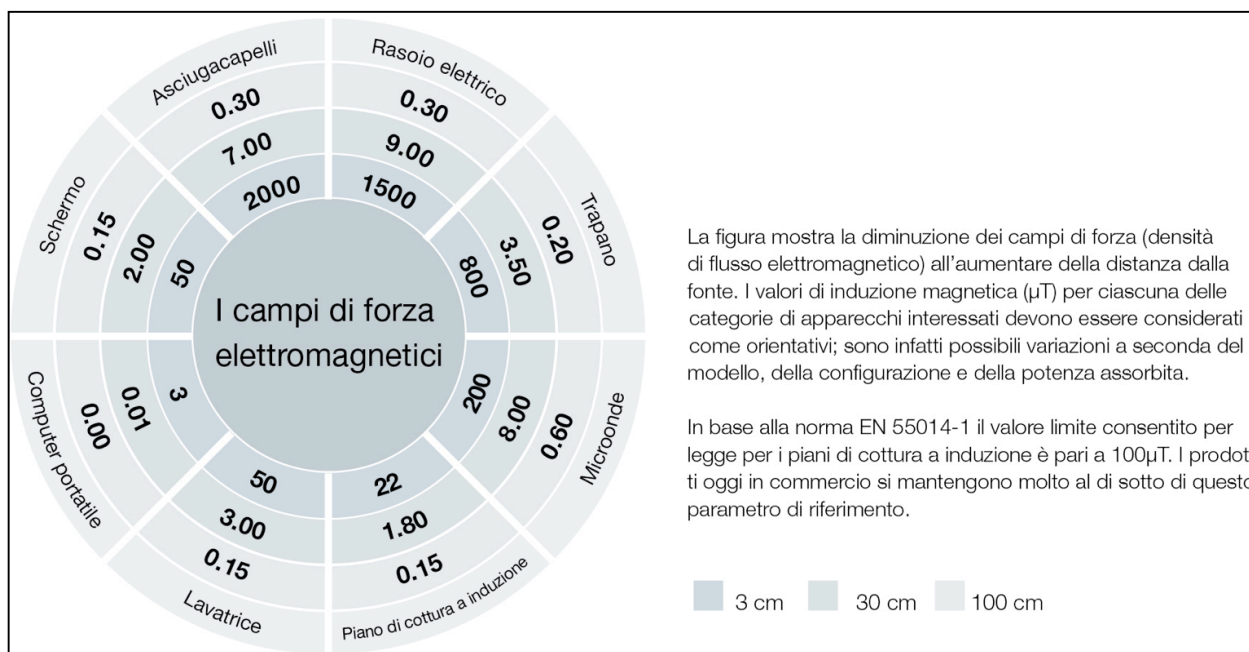 Asciugacapelli
0.30
7.00
2000
Rasoio elettrico
0.30
9.00
1500
Trapano
0.20
3.50
800
Microonde
0.60
8.00
200
Piano di cottura a induzione
0.15
1.80
22
Lavatrice
0.15
3.00
50
Computer portatile
0.00
0.01
3
Schermo
0.15
2.00
50
I campi di forza
elettromagnetici
La figura mostra la diminuzione dei campi di forza (densità
di flusso elettromagnetico) all'aumentare della distanza dalla
fonte. I valori di induzione magnetica (µT) per ciascuna delle
categorie di apparecchi interessati devono essere considerati
come orientativi; sono infatti possibili variazioni a seconda del
modello, della configurazione e della potenza assorbita.
In base alla norma EN 55014-1 il valore limite consentito per
legge per i piani di cottura a induzione è pari a 100µT. I prodot
ti oggi in commercio si mantengono molto al di sotto di questo
parametro di riferimento.
3 cm 30 cm 100 cm